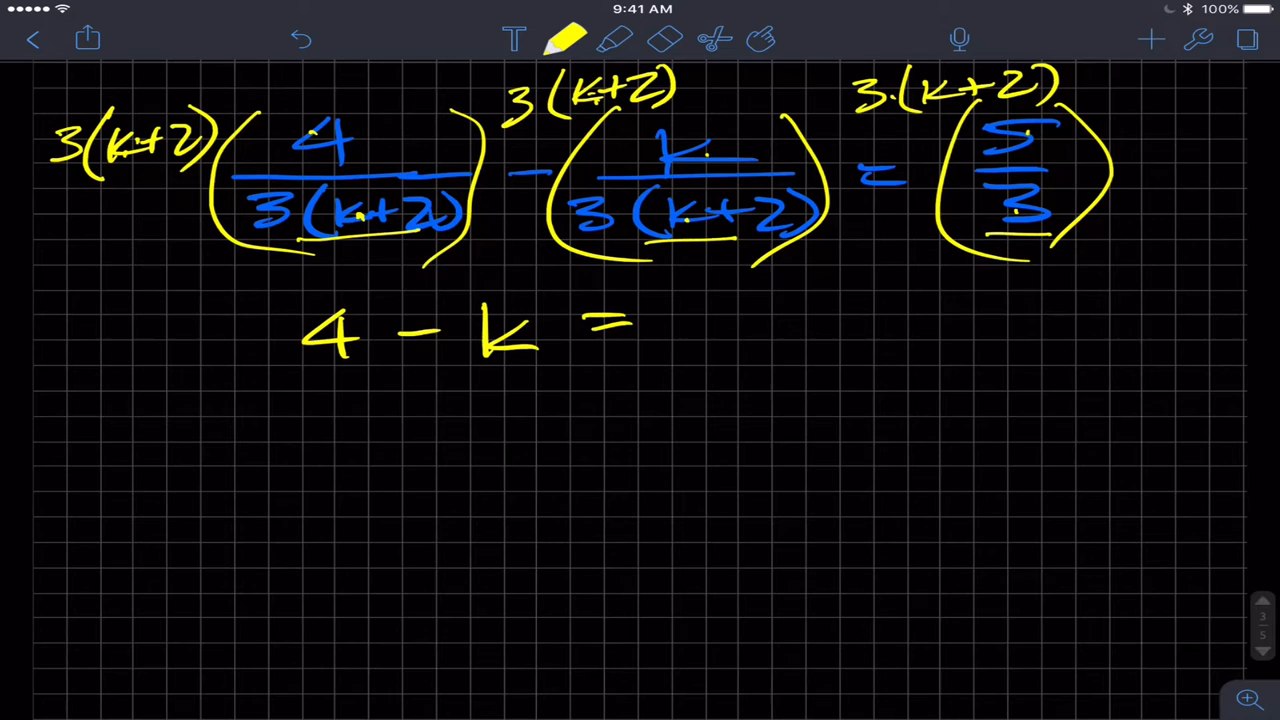 9:41 AM 100%
3(k+2) 3.(k+2)
3(k+2) (4/3(k+2)) - (k/3(k+2)) = (5/3)
4 - k =
3
5